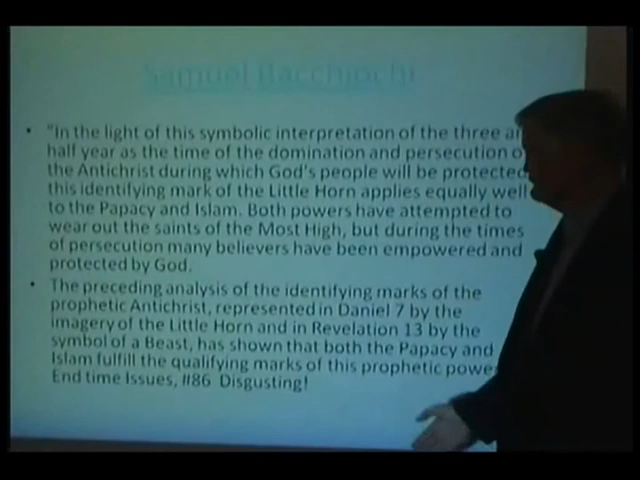 Samuel Bacchiochi
• "In the light of this symbolic interpretation of the three an
half year as the time of the domination and persecution o
the Antichrist during which God's people will be protected
this identifying mark of the Little Horn applies equally well
to the Papacy and Islam. Both powers have attempted to
wear out the saints of the Most High, but during the times
of persecution many believers have been empowered and
protected by God.
• The preceding analysis of the identifying marks of the
prophetic Antichrist, represented in Daniel 7 by the
imagery of the Little Horn and in Revelation 13 by the
symbol of a Beast, has shown that both the Papacy and
Islam fulfill the qualifying marks of this prophetic powe
End time Issues, #86 Disgusting!